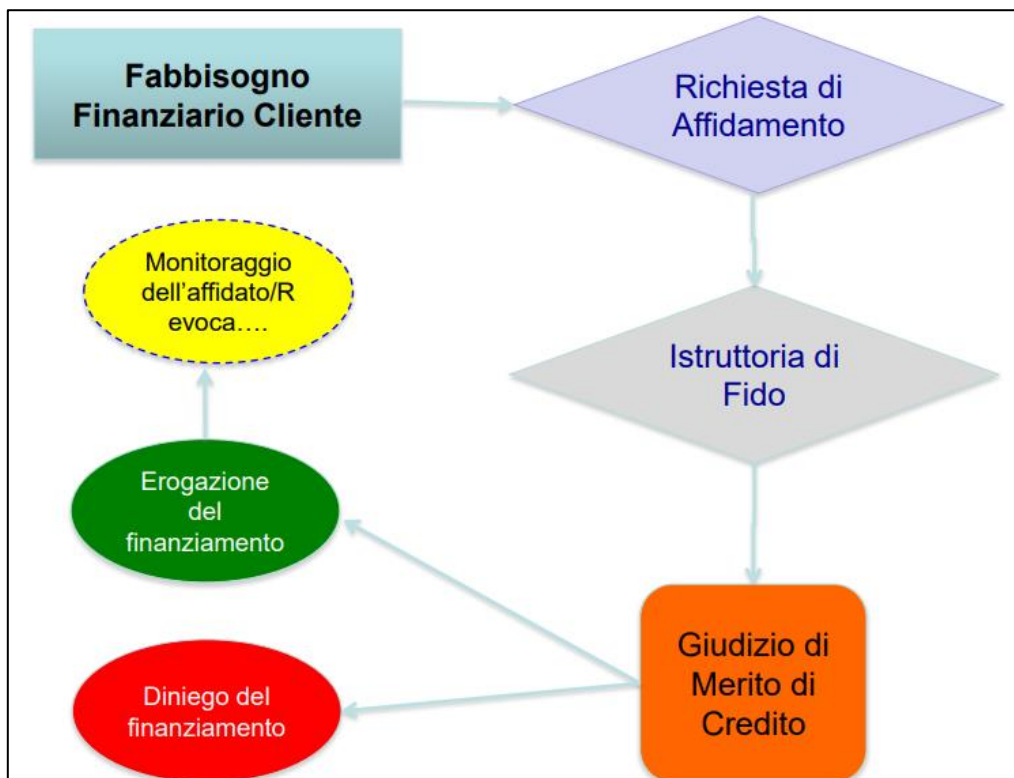 Fabbisogno
Finanziario Cliente
Richiesta di
Affidamento
Istruttoria di
Fido
Giudizio di
Merito di
Credito
Erogazione
del
finanziamento
Diniego del
finanziamento
Monitoraggio
dell’affidato/R
evoca….